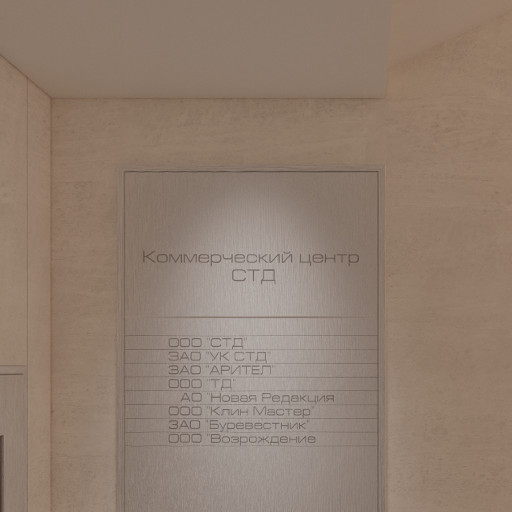 Коммерческий центр
СТД
ООО "СТД"
ЗАО "УК СТД"
ЗАО "АРИТЕЛ"
ООО "ТД"
АО "Новая Редакция
ООО "Клин Мастер"
ЗАО "Буревестник"
ООО "Возрождение